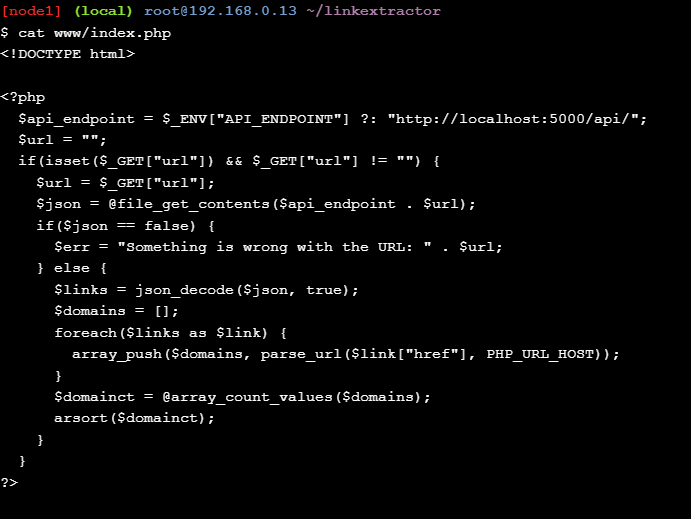 [node1] (local) root@192.168.0.13 ~/linkextractor
$ cat www/index.php
<!DOCTYPE html>

<?php
  $api_endpoint = $_ENV["API_ENDPOINT"] ?: "http://localhost:5000/api/";
  $url = "";
  if(isset($_GET["url"]) && $_GET["url"] != "") {
    $url = $_GET["url"];
    $json = @file_get_contents($api_endpoint . $url);
    if($json == false) {
      $err = "Something is wrong with the URL: " . $url;
    } else {
      $links = json_decode($json, true);
      $domains = [];
      foreach($links as $link) {
        array_push($domains, parse_url($link["href"], PHP_URL_HOST));
      }
      $domainct = @array_count_values($domains);
      arsort($domainct);
    }
  }
?>